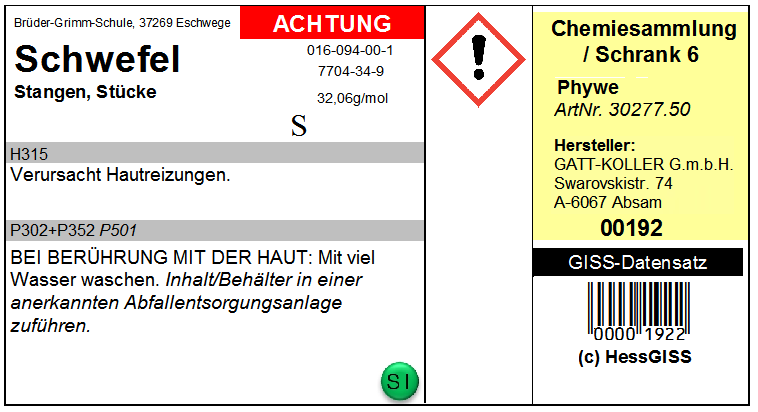 Brüder-Grimm-Schule, 37269 Eschwege
ACHTUNG
Schwefel
016-094-00-1
7704-34-9
Stangen, Stücke
32,06g/mol
S
H315
Verursacht Hautreizungen.
P302+P352 P501
BEI BERÜHRUNG MIT DER HAUT: Mit viel
Wasser waschen. Inhalt/Behälter in einer
anerkannten Abfallentsorgungsanlage
zuführen.
SI
Chemiesammlung
/ Schrank 6
Phywe
ArtNr. 30277.50
Hersteller:
GATT-KOLLER G.m.b.H.
Swarovskistr. 74
A-6067 Absam
00192
GISS-Datensatz
0000 1922
(c) HessGISS